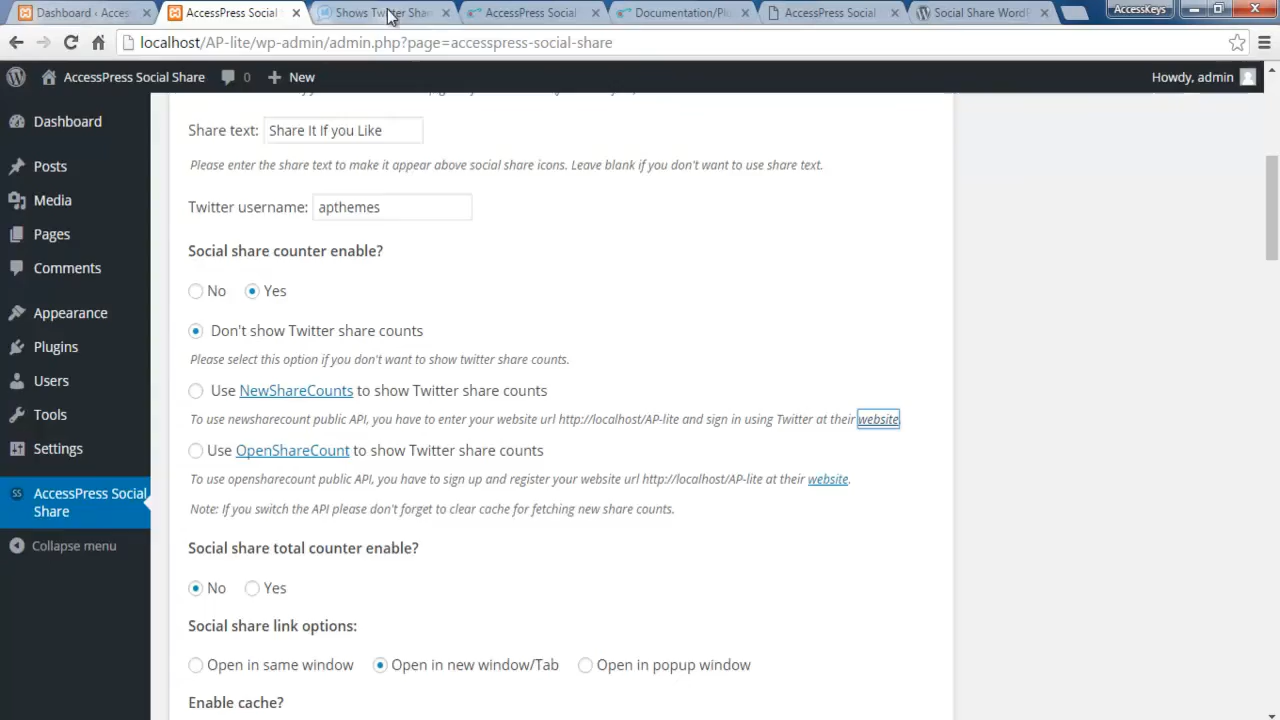 Dashboard ‹ Access
AccessPress Social
Shows Twitter Shar
AccessPress Social
Documentation/Plu
AccessPress Social
Social Share WordP
AccessKeys
localhost/AP-lite/wp-admin/admin.php?page=accesspress-social-share
AccessPress Social Share
0
New
Howdy, admin
Dashboard
Posts
Media
Pages
Comments
Appearance
Plugins
Users
Tools
Settings
SS
AccessPress Social
Share
Collapse menu
Share text: Share It If you Like
Please enter the share text to make it appear above social share icons. Leave blank if you don't want to use share text.
Twitter username: apthemes
Social share counter enable?
No Yes
Don't show Twitter share counts
Please select this option if you don't want to show twitter share counts.
Use NewShareCounts to show Twitter share counts
To use newsharecount public API, you have to enter your website url http://localhost/AP-lite and sign in using Twitter at their website.
Use OpenShareCount to show Twitter share counts
To use opensharecount public API, you have to sign up and register your website url http://localhost/AP-lite at their website.
Note: If you switch the API please don't forget to clear cache for fetching new share counts.
Social share total counter enable?
No Yes
Social share link options:
Open in same window Open in new window/Tab Open in popup window
Enable cache?